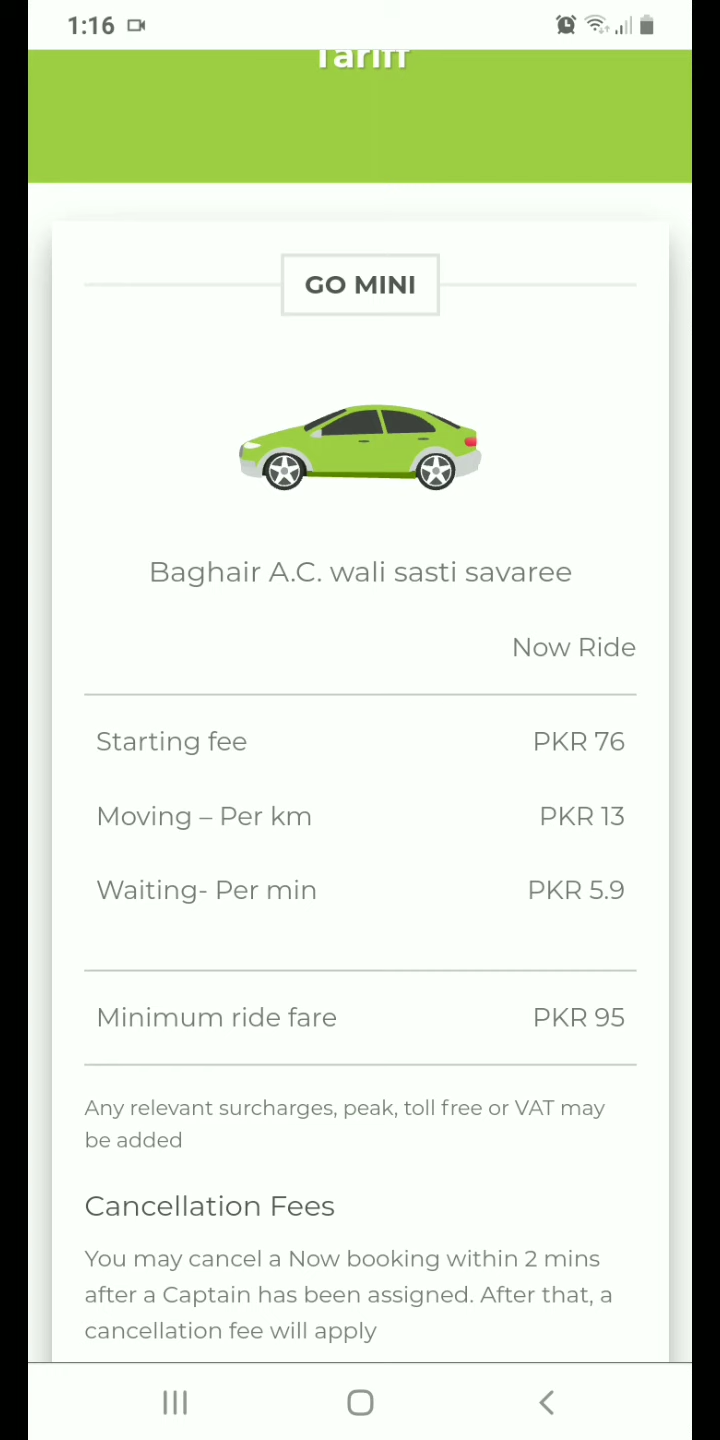 1:16
Tariff
GO MINI
Baghair A.C. wali sasti savaree
Now Ride
Starting fee PKR 76
Moving – Per km PKR 13
Waiting- Per min PKR 5.9
Minimum ride fare PKR 95
Any relevant surcharges, peak, toll free or VAT may
be added
Cancellation Fees
You may cancel a Now booking within 2 mins
after a Captain has been assigned. After that, a
cancellation fee will apply